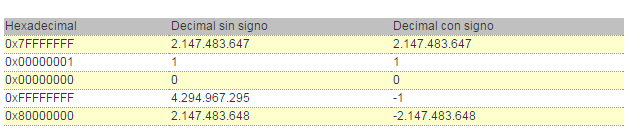 Hexadecimal Decimal sin signo Decimal con signo
0x7FFFFFFF 2.147.483.647 2.147.483.647
0x00000001 1 1
0x00000000 0 0
0xFFFFFFFF 4.294.967.295 -1
0x80000000 2.147.483.648 -2.147.483.648